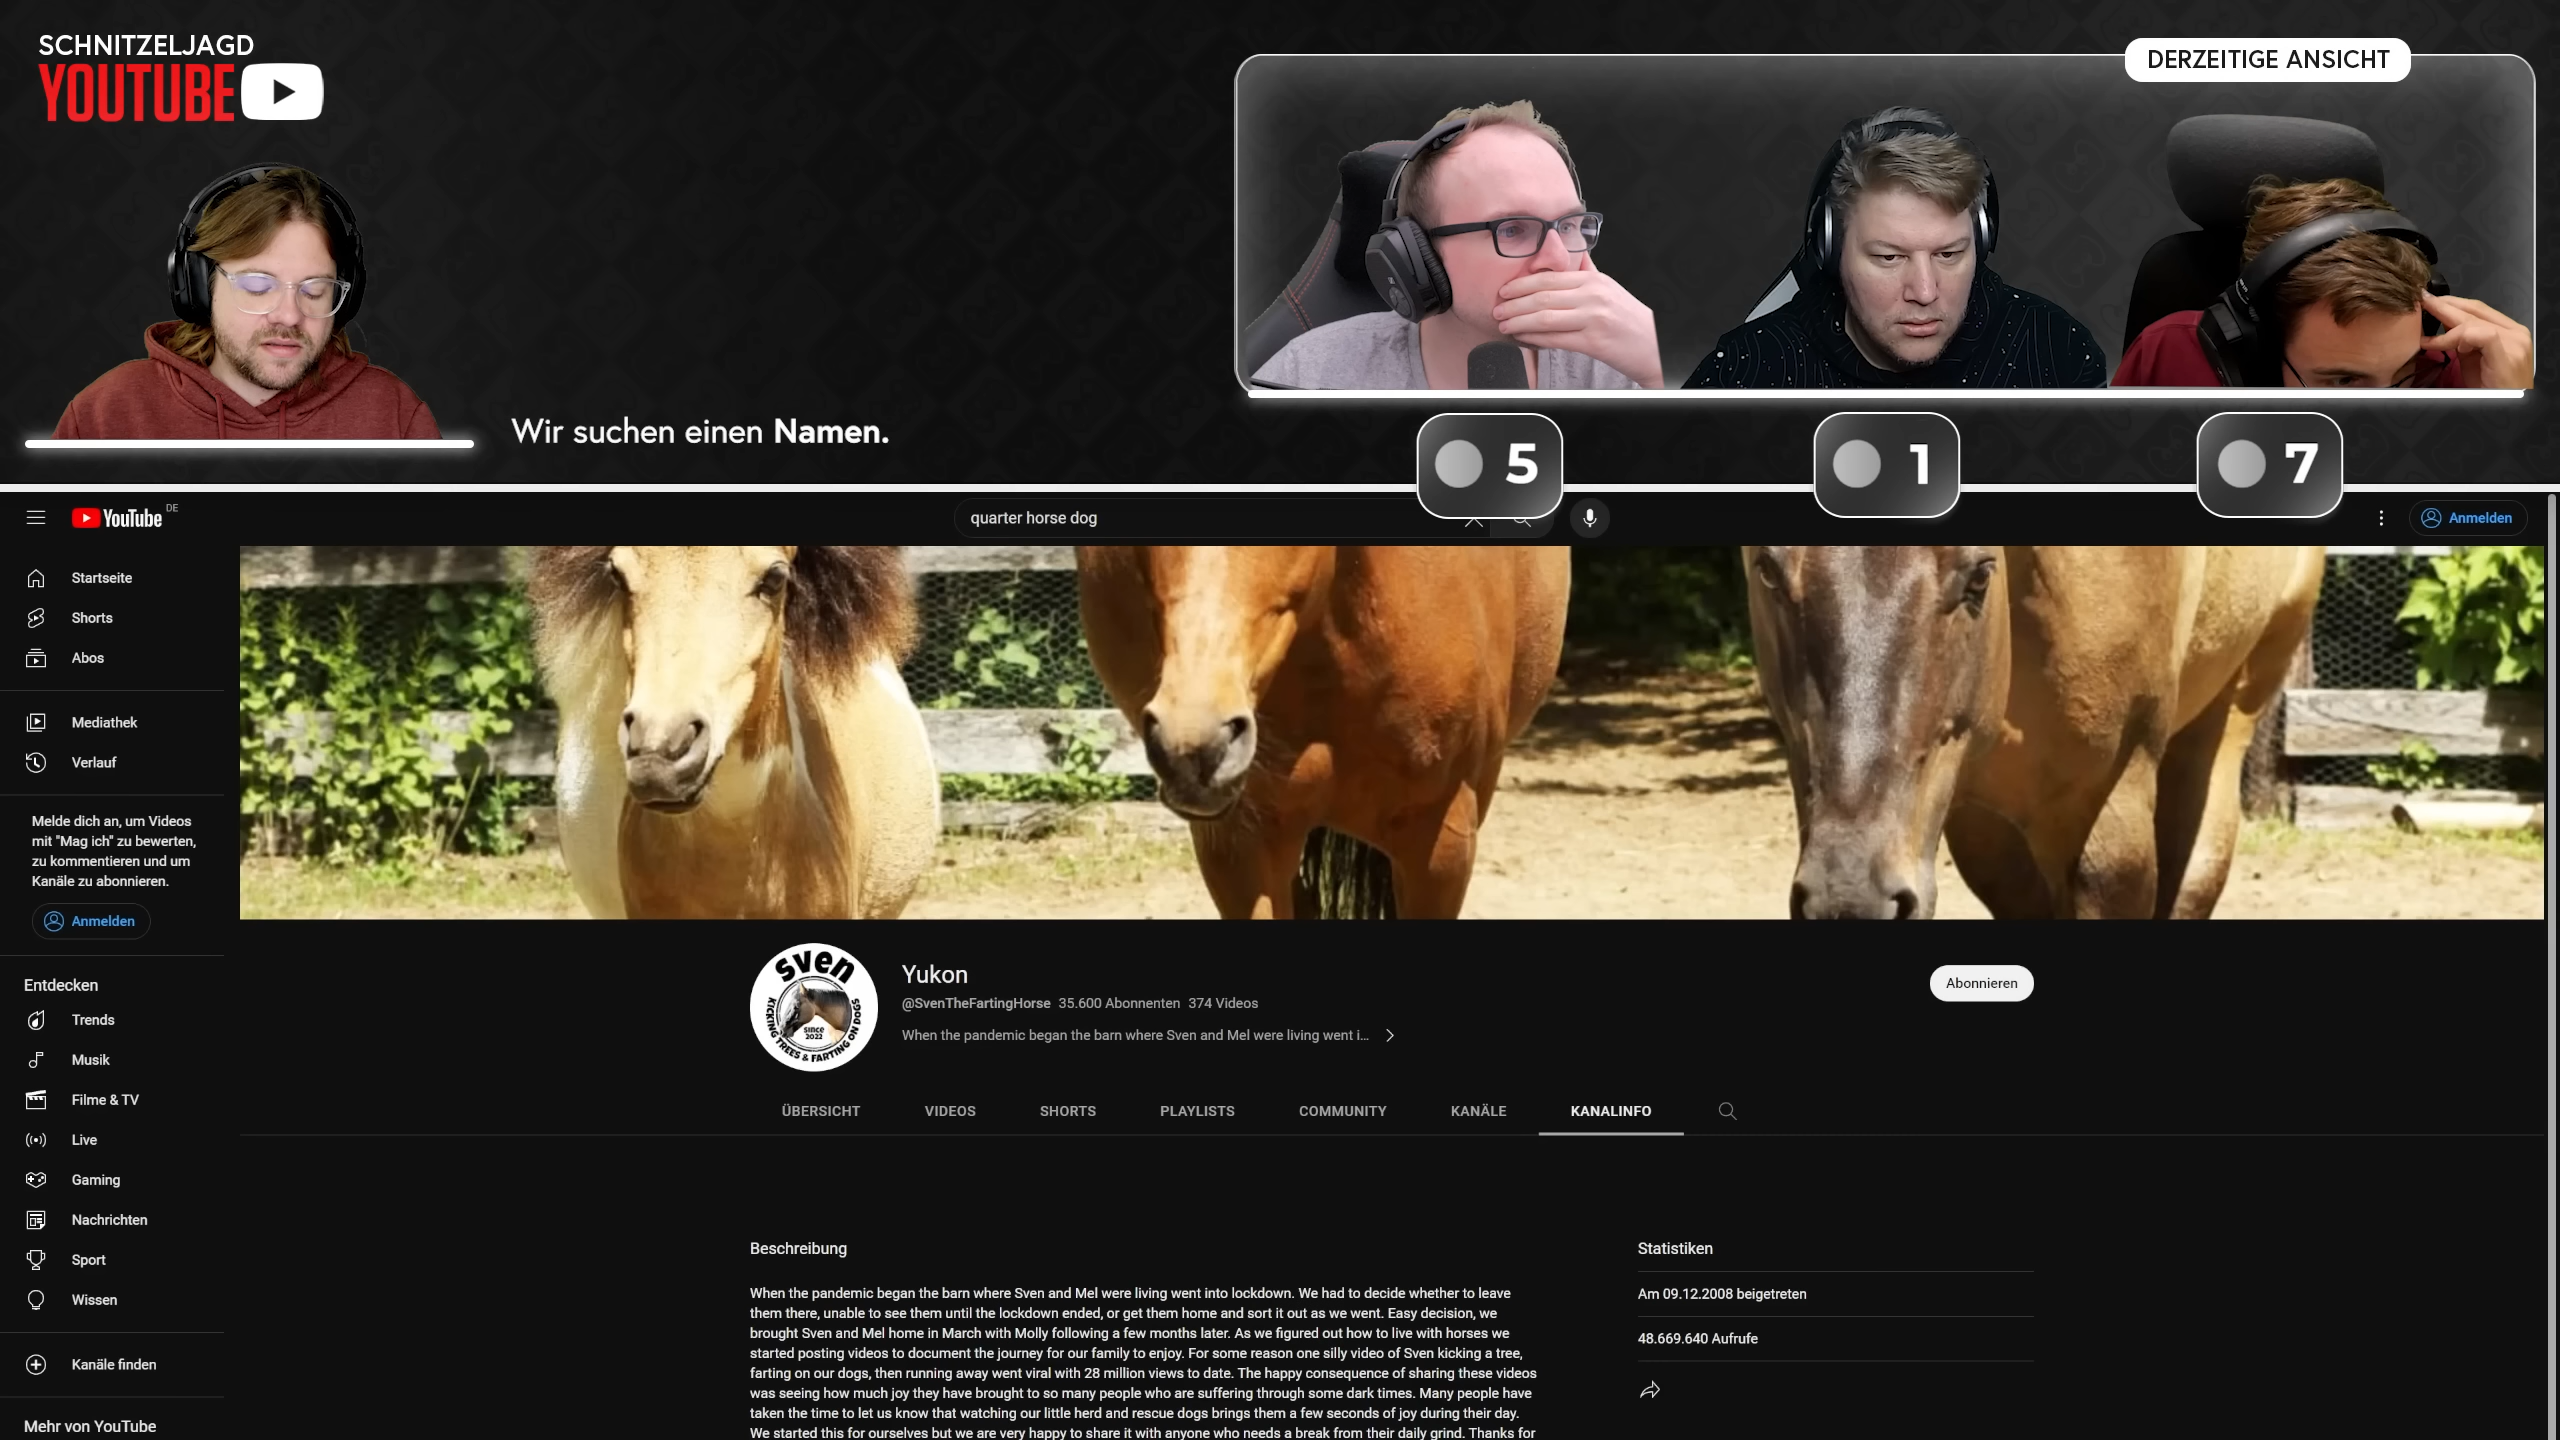 SCHNITZELJAGD
YOUTUBE
DERZEITIGE ANSICHT
Wir suchen einen Namen.
5
1
7
YouTube DE
quarter horse dog
Anmelden
Startseite
Shorts
Abos
Mediathek
Verlauf
Melde dich an, um Videos
mit "Mag ich" zu bewerten,
zu kommentieren und um
Kanäle zu abonnieren.
Anmelden
Entdecken
Trends
Musik
Filme & TV
Live
Gaming
Nachrichten
Sport
Wissen
Kanäle finden
Mehr von YouTube
sven
KICKING TREES & FARTING ON DOGS
SINCE
2022
Yukon
@SvenTheFartingHorse 35.600 Abonnenten 374 Videos
When the pandemic began the barn where Sven and Mel were living went i...
Abonnieren
ÜBERSICHT
VIDEOS
SHORTS
PLAYLISTS
COMMUNITY
KANÄLE
KANALINFO
Beschreibung
When the pandemic began the barn where Sven and Mel were living went into lockdown. We had to decide whether to leave
them there, unable to see them until the lockdown ended, or get them home and sort it out as we went. Easy decision, we
brought Sven and Mel home in March with Molly following a few months later. As we figured out how to live with horses we
started posting videos to document the journey for our family to enjoy. For some reason one silly video of Sven kicking a tree,
farting on our dogs, then running away went viral with 28 million views to date. The happy consequence of sharing these videos
was seeing how much joy they have brought to so many people who are suffering through some dark times. Many people have
taken the time to let us know that watching our little herd and rescue dogs brings them a few seconds of joy during their day.
We started this for ourselves but we are very happy to share it with anyone who needs a break from their daily grind. Thanks for
Statistiken
Am 09.12.2008 beigetreten
48.669.640 Aufrufe